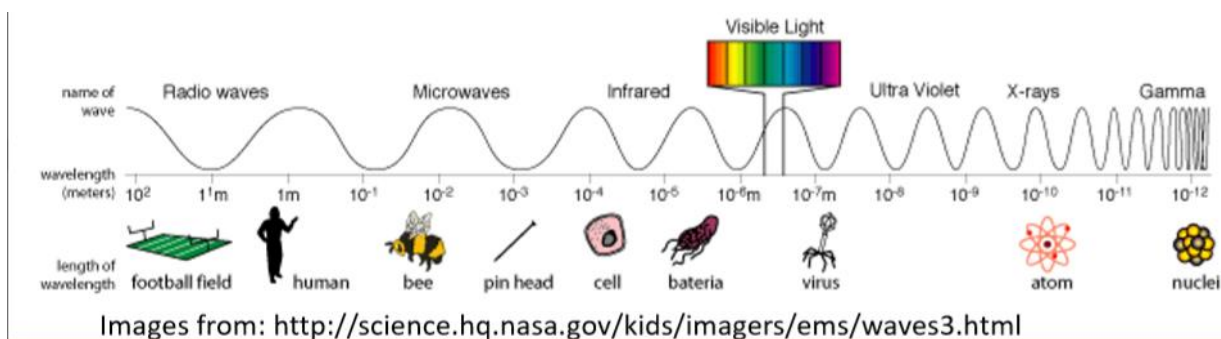 Visible Light
name of wave
Radio waves
Microwaves
Infrared
Ultra Violet
X-rays
Gamma
wavelength (meters)
10² 1¹m 1m 10⁻¹ 10⁻² 10⁻³ 10⁻⁴ 10⁻⁵ 10⁻⁶m 10⁻⁷m 10⁻⁸ 10⁻⁹ 10⁻¹⁰ 10⁻¹¹ 10⁻¹²
length of wavelength
football field
human
bee
pin head
cell
bateria
virus
atom
nuclei
Images from: http://science.hq.nasa.gov/kids/imagers/ems/waves3.html